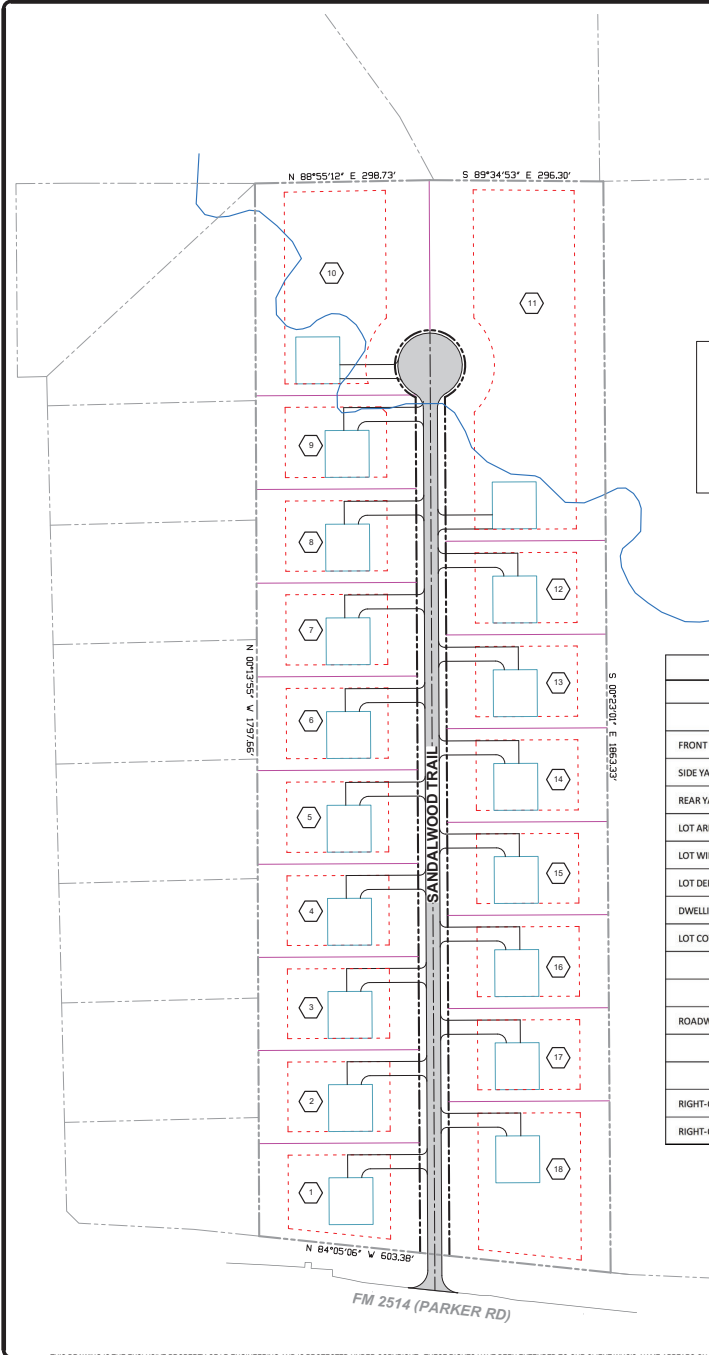 N 88°55'12" E 298.73'
S 89°34'53" E 296.30'
10
11
9
8
12
7
13
N 00°13'55" W 1797.66'
S 00°23'01" E 1863.33'
6
14
SANDALWOOD TRAIL
5
15
4
16
3
17
2
18
1
N 84°05'06" W 603.38'
FM 2514 (PARKER RD)
FRONT
SIDE YA
REAR YA
LOT ARE
LOT WI
LOT DE
DWELLI
LOT CO
ROADW
RIGHT-O
RIGHT-O